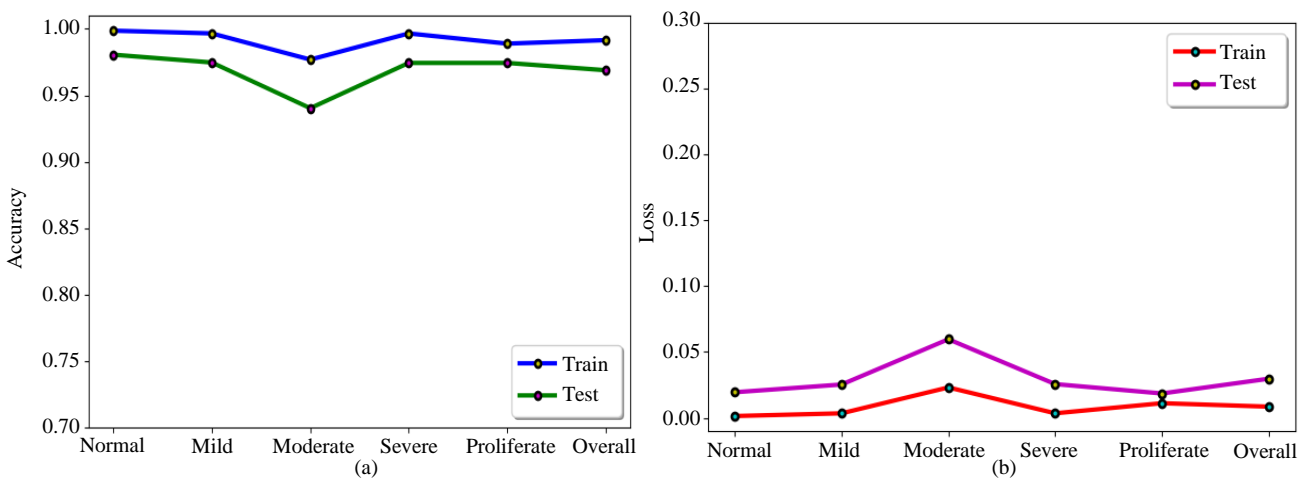 1.00
0.95
0.90
0.85
0.80
0.75
0.70
Accuracy
Train
Test
Normal Mild Moderate Severe Proliferate Overall
(a)
0.30
0.25
0.20
0.15
0.10
0.05
0.00
Loss
Train
Test
Normal Mild Moderate Severe Proliferate Overall
(b)